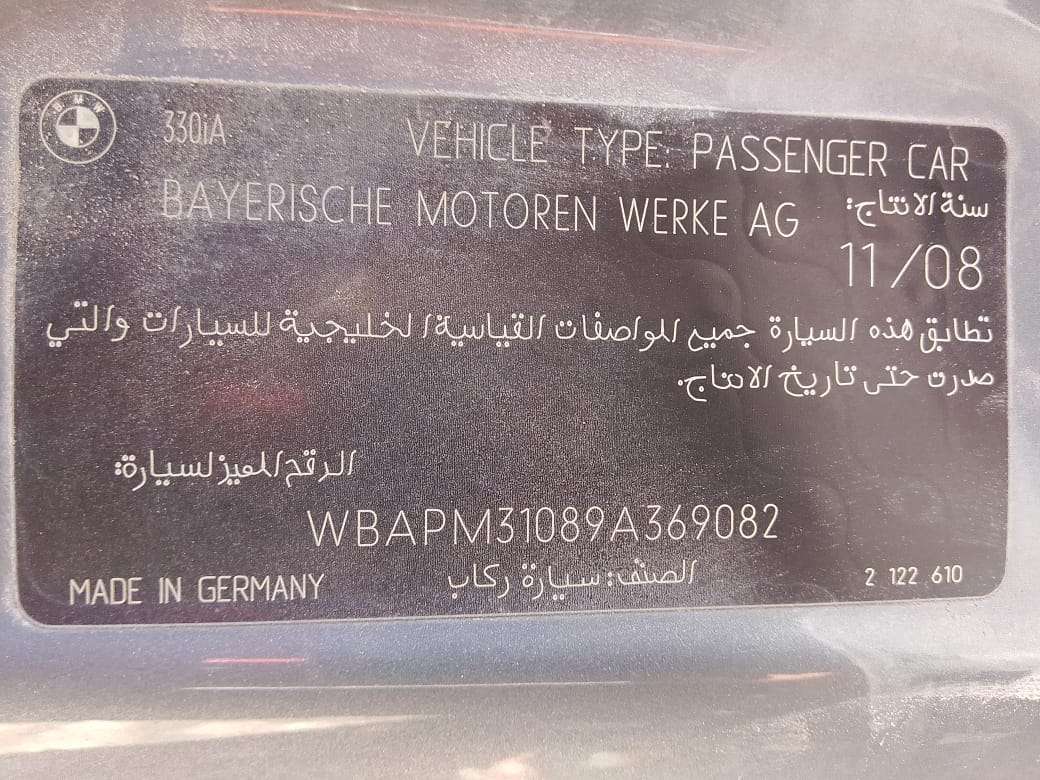 BMW
330iA
VEHICLE TYPE: PASSENGER CAR
BAYERISCHE MOTOREN WERKE AG
سنة الانتاج:
11/08
تطابق هذه السيارة جميع المواصفات القياسية الخليجية للسيارات والتي
صدرت حتى تاريخ الانتاج.
الرقم المميز لسيارة:
WBAPM31089A369082
الصنف: سيارة ركاب
MADE IN GERMANY
2 122 610